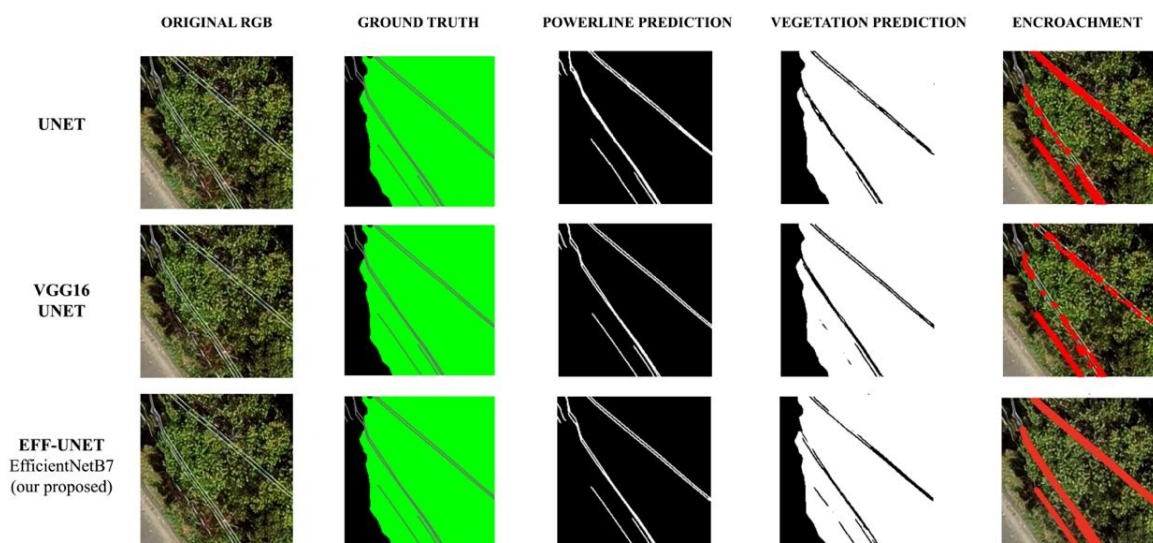 ORIGINAL RGB GROUND TRUTH POWERLINE PREDICTION VEGETATION PREDICTION ENCROACHMENT
UNET
VGG16
UNET
EFF-UNET
EfficientNetB7
(our proposed)